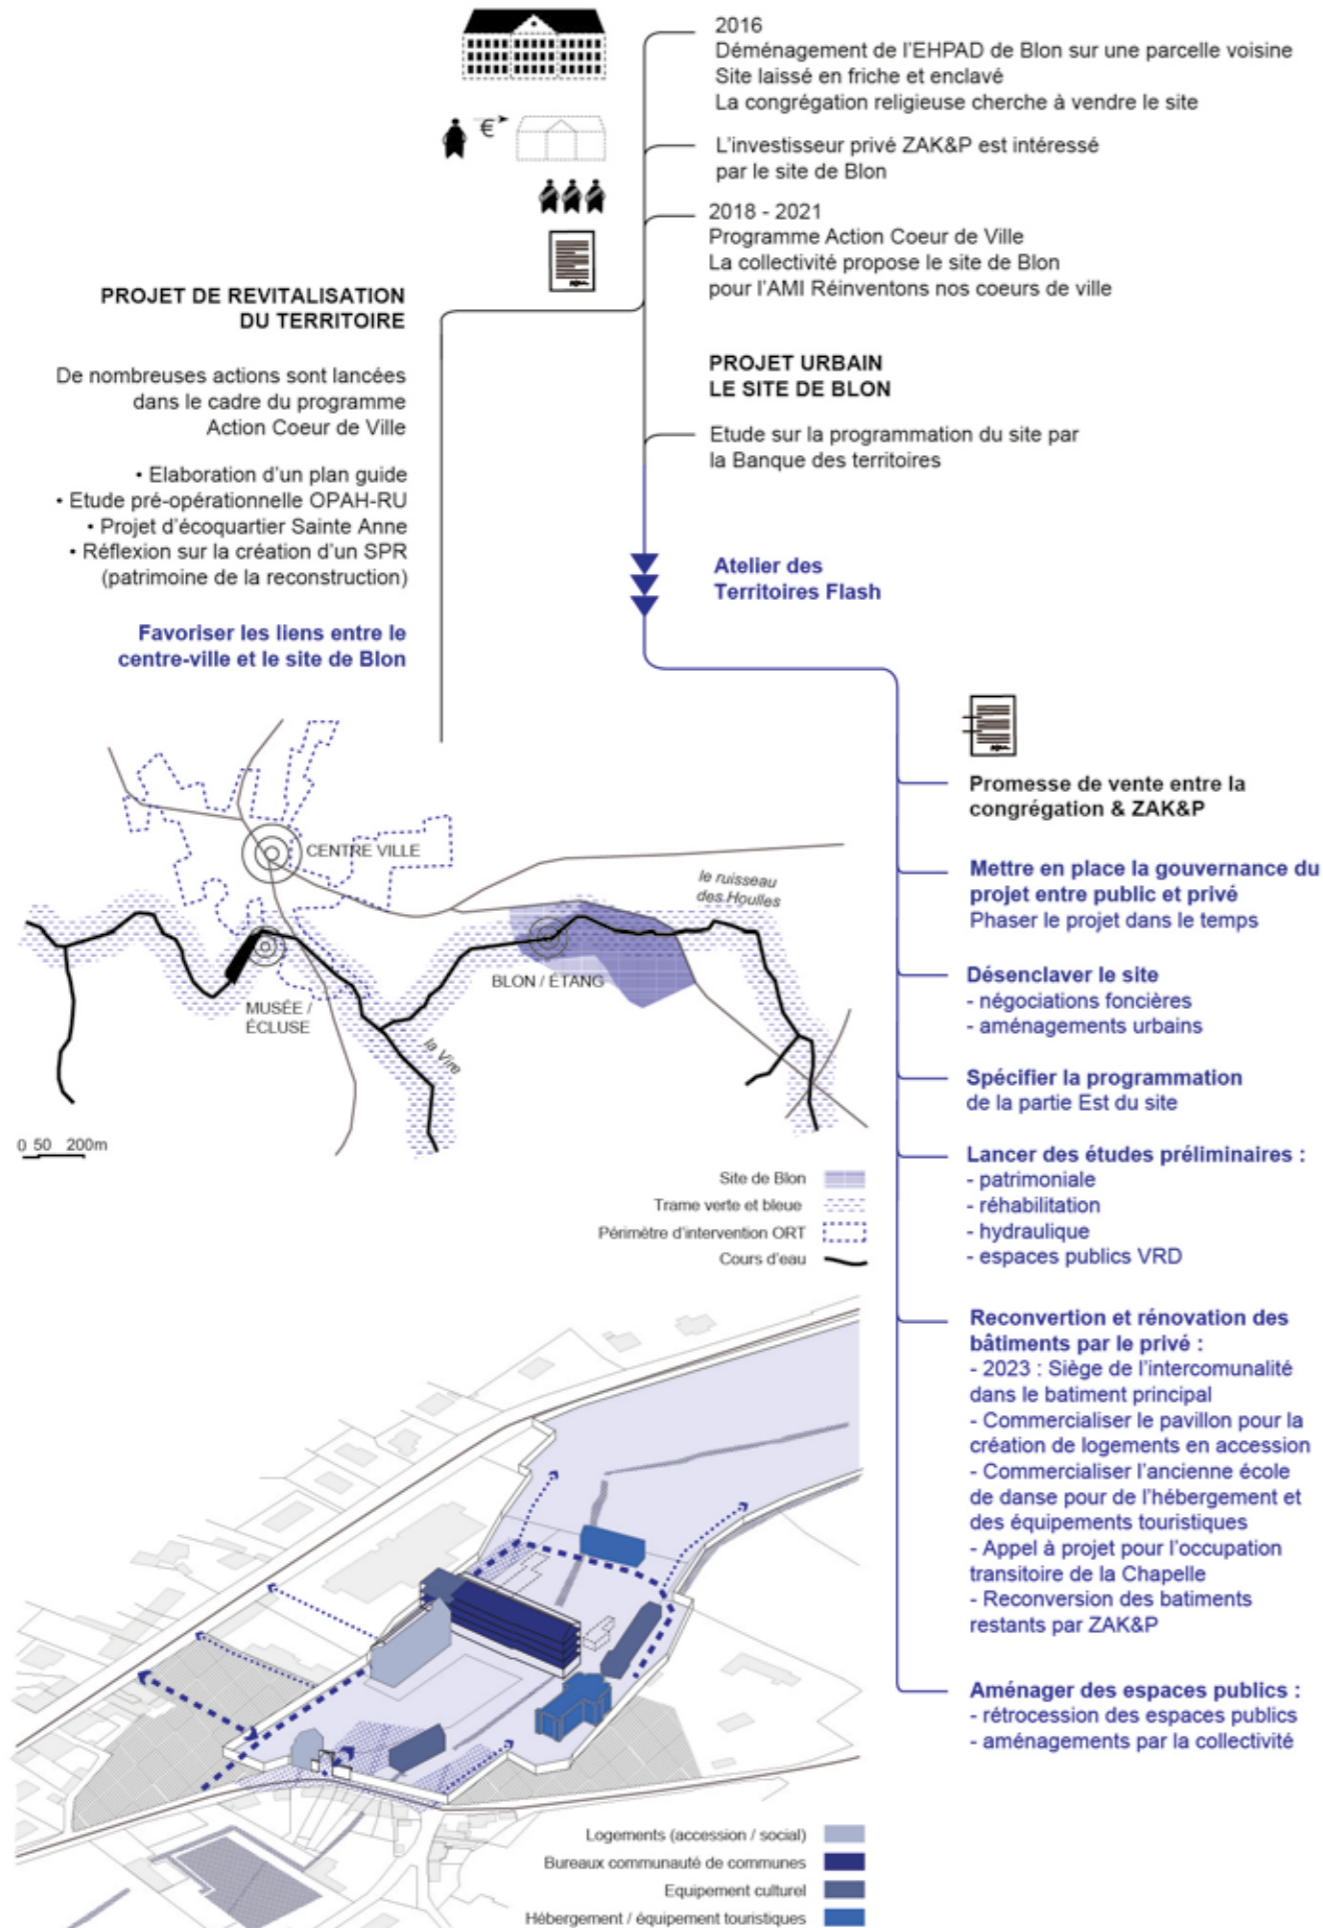 2016
Déménagement de l'EHPAD de Blon sur une parcelle voisine
Site laissé en friche et enclavé
La congrégation religieuse cherche à vendre le site
€
L'investisseur privé ZAK&P est intéressé
par le site de Blon
2018 - 2021
Programme Action Coeur de Ville
La collectivité propose le site de Blon
pour l'AMI Réinventons nos coeurs de ville
PROJET DE REVITALISATION
DU TERRITOIRE
De nombreuses actions sont lancées
dans le cadre du programme
Action Coeur de Ville
• Elaboration d'un plan guide
• Etude pré-opérationnelle OPAH-RU
• Projet d'écoquartier Sainte Anne
• Réflexion sur la création d'un SPR
(patrimoine de la reconstruction)
Favoriser les liens entre le
centre-ville et le site de Blon
PROJET URBAIN
LE SITE DE BLON
Etude sur la programmation du site par
la Banque des territoires
Atelier des
Territoires Flash
CENTRE VILLE
le ruisseau
des Houlles
BLON / ÉTANG
MUSÉE /
ÉCLUSE
la Vire
0 50 200m
Site de Blon
Trame verte et bleue
Périmètre d'intervention ORT
Cours d'eau
Promesse de vente entre la
congrégation & ZAK&P
Mettre en place la gouvernance du
projet entre public et privé
Phaser le projet dans le temps
Désenclaver le site
- négociations foncières
- aménagements urbains
Spécifier la programmation
de la partie Est du site
Lancer des études préliminaires :
- patrimoniale
- réhabilitation
- hydraulique
- espaces publics VRD
Reconvertion et rénovation des
bâtiments par le privé :
- 2023 : Siège de l'intercomunalité
dans le batiment principal
- Commercialiser le pavillon pour la
création de logements en accession
- Commercialiser l'ancienne école
de danse pour de l'hébergement et
des équipements touristiques
- Appel à projet pour l'occupation
transitoire de la Chapelle
- Reconversion des batiments
restants par ZAK&P
Aménager des espaces publics :
- rétrocession des espaces publics
- aménagements par la collectivité
Logements (accession / social)
Bureaux communauté de communes
Equipement culturel
Hébergement / équipement touristiques